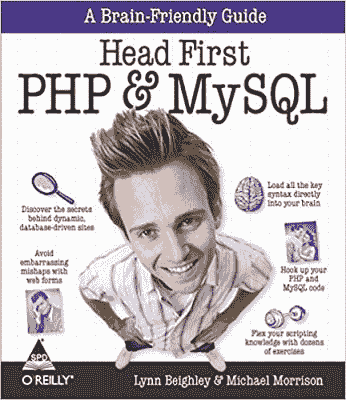 A Brain-Friendly Guide
Head First
PHP & MySQL
Discover the secrets
behind dynamic,
database-driven sites
Load all the key
syntax directly
into your brain
Avoid
embarrassing
mishaps with
web forms
Hook up your
PHP and
MySQL code
Flex your scripting
knowledge with dozens
of exercises
SPD
O'REILLY®
Lynn Beighley & Michael Morrison